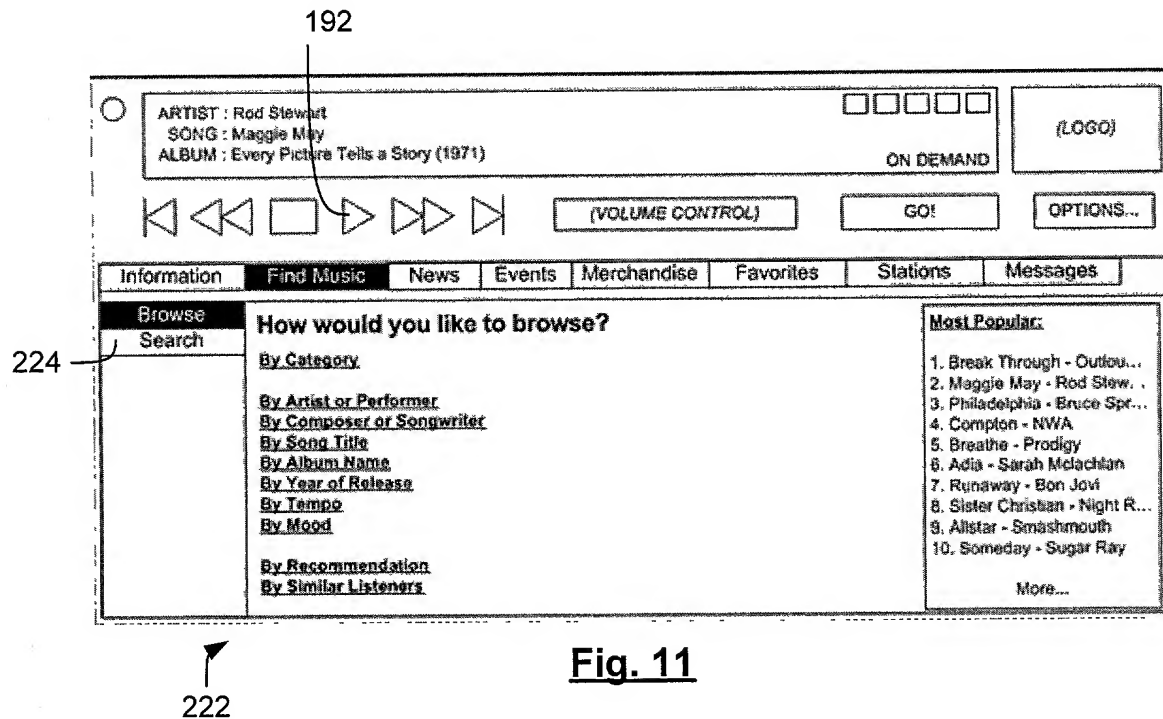 192
ARTIST : Rod Stewart
SONG : Maggie May
ALBUM : Every Picture Tells a Story (1971)
ON DEMAND
(LOGO)
(VOLUME CONTROL)
GO!
OPTIONS...
Information Find Music News Events Merchandise Favorites Stations Messages
Browse
Search
224
How would you like to browse?
By Category
By Artist or Performer
By Composer or Songwriter
By Song Title
By Album Name
By Year of Release
By Tempo
By Mood
By Recommendation
By Similar Listeners
Most Popular:
1. Break Through - Outlou...
2. Maggie May - Rod Stew...
3. Philadelphia - Bruce Spr...
4. Compton - NWA
5. Breathe - Prodigy
6. Adia - Sarah Mclachlan
7. Runaway - Bon Jovi
8. Sister Christian - Night R...
9. Allstar - Smashmouth
10. Someday - Sugar Ray
More...
222
Fig. 11